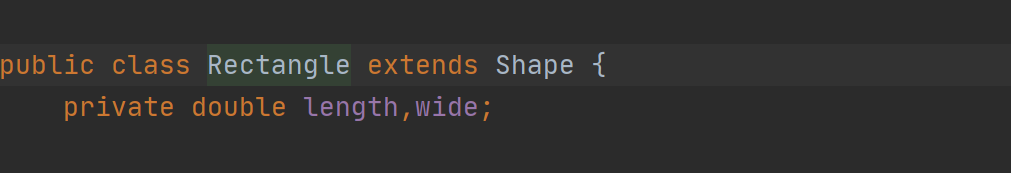 public class Rectangle extends Shape {
    private double length,wide;